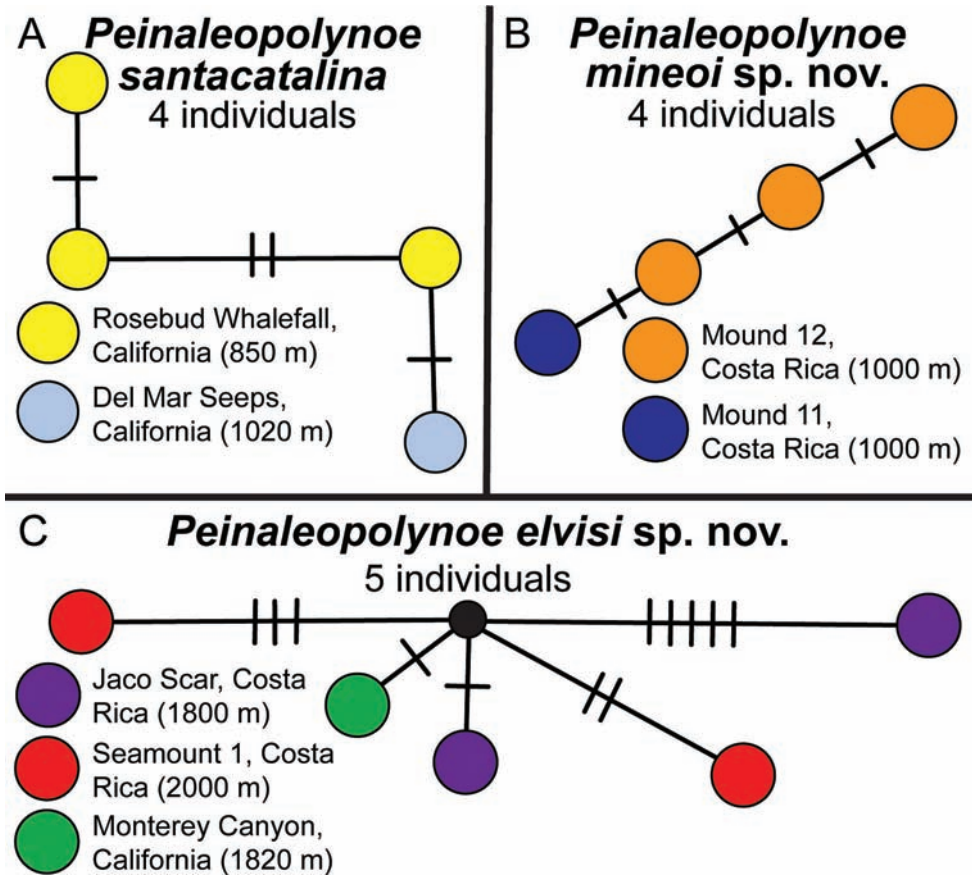 A Peinaleopolynoe
santacatalina
4 individuals
Rosebud Whalefall,
California (850 m)
Del Mar Seeps,
California (1020 m)
B Peinaleopolynoe
mineoi sp. nov.
4 individuals
Mound 12,
Costa Rica (1000 m)
Mound 11,
Costa Rica (1000 m)
C Peinaleopolynoe elvisi sp. nov.
5 individuals
Jaco Scar, Costa
Rica (1800 m)
Seamount 1, Costa
Rica (2000 m)
Monterey Canyon,
California (1820 m)